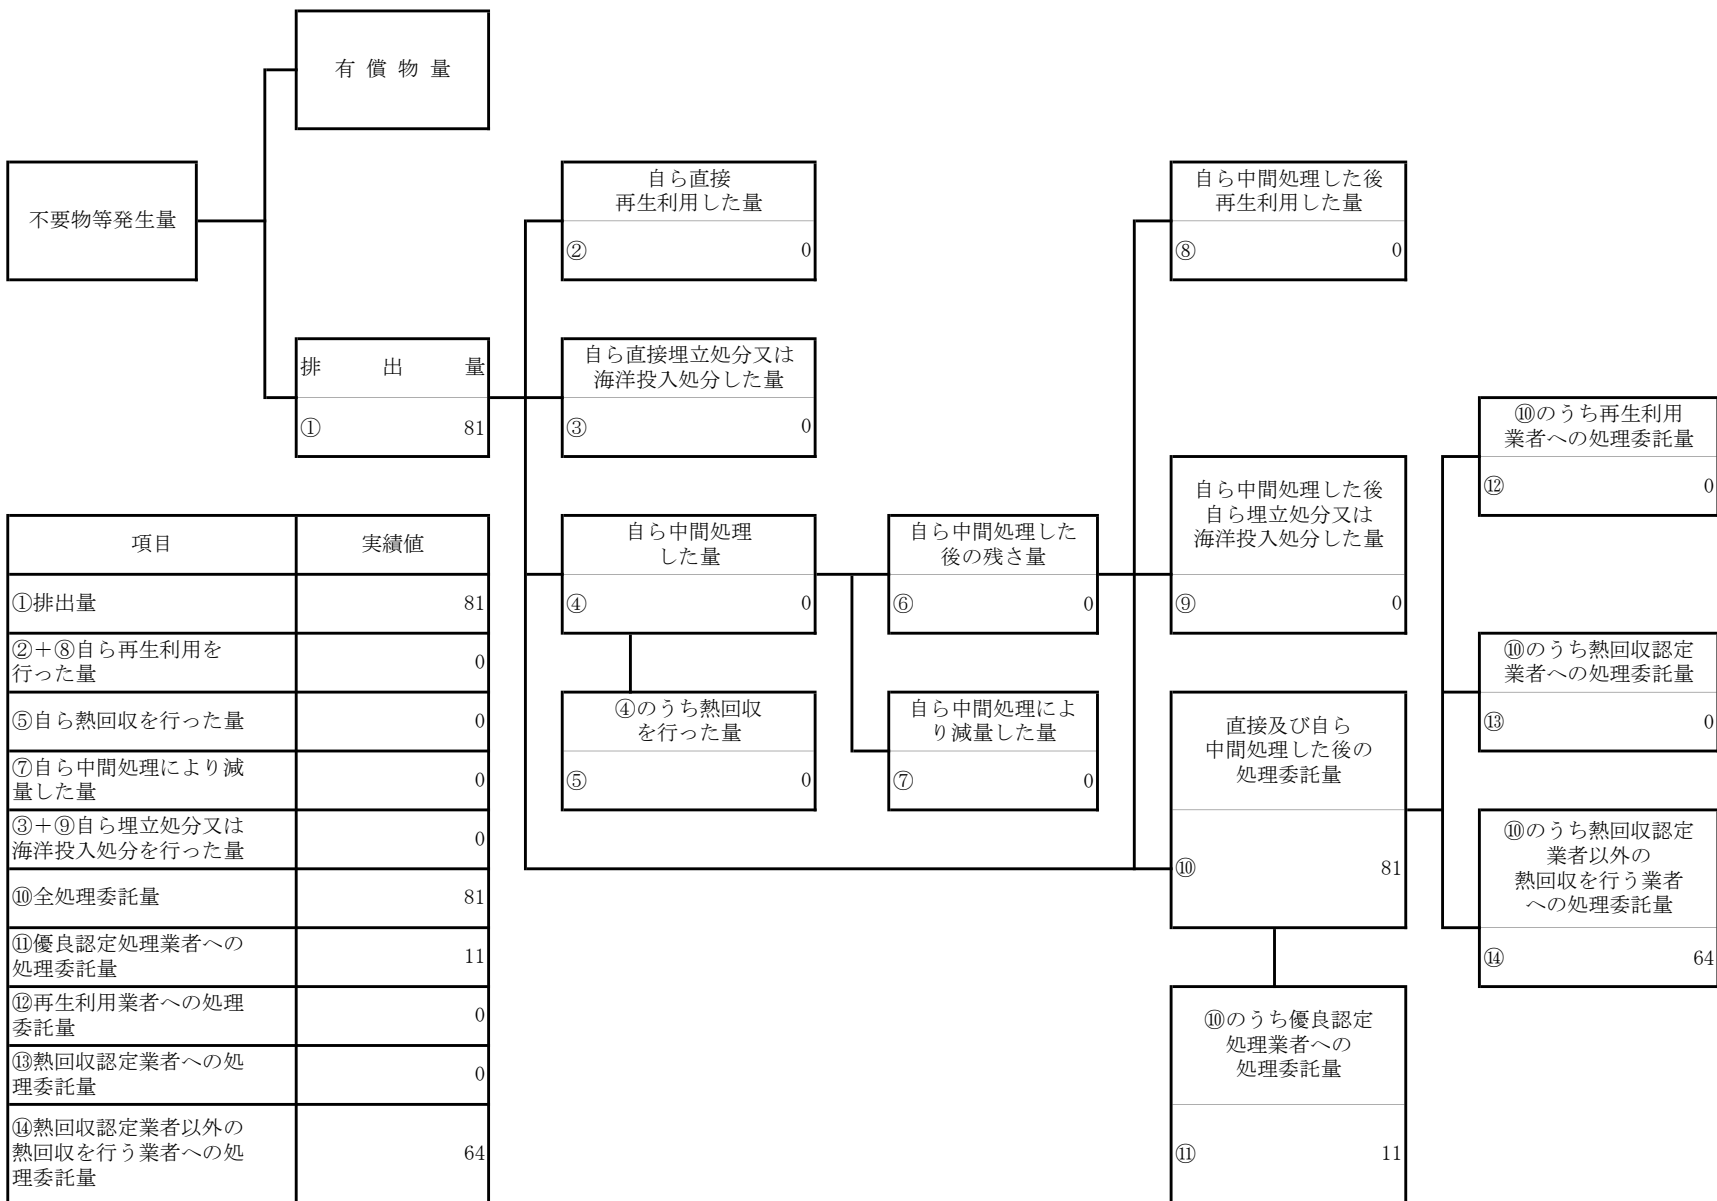 有償物量
不要物等発生量
排出量
① 81
自ら直接
再生利用した量
② 0
自ら直接埋立処分又は
海洋投入処分した量
③ 0
自ら中間処理
した量
④ 0
④のうち熱回収
を行った量
⑤ 0
自ら中間処理した
後の残さ量
⑥ 0
自ら中間処理によ
り減量した量
⑦ 0
自ら中間処理した後
再生利用した量
⑧ 0
自ら中間処理した後
自ら埋立処分又は
海洋投入処分した量
⑨ 0
直接及び自ら
中間処理した後の
処理委託量
⑩ 81
⑩のうち優良認定
処理業者への
処理委託量
⑪ 11
⑩のうち再生利用
業者への処理委託量
⑫ 0
⑩のうち熱回収認定
業者への処理委託量
⑬ 0
⑩のうち熱回収認定
業者以外の
熱回収を行う業者
への処理委託量
⑭ 64
項目 実績値
①排出量 81
②+⑧自ら再生利用を
行った量 0
⑤自ら熱回収を行った量 0
⑦自ら中間処理により減
量した量 0
③+⑨自ら埋立処分又は
海洋投入処分を行った量 0
⑩全処理委託量 81
⑪優良認定処理業者への
処理委託量 11
⑫再生利用業者への処理
委託量 0
⑬熱回収認定業者への処
理委託量 0
⑭熱回収認定業者以外の
熱回収を行う業者への処
理委託量 64